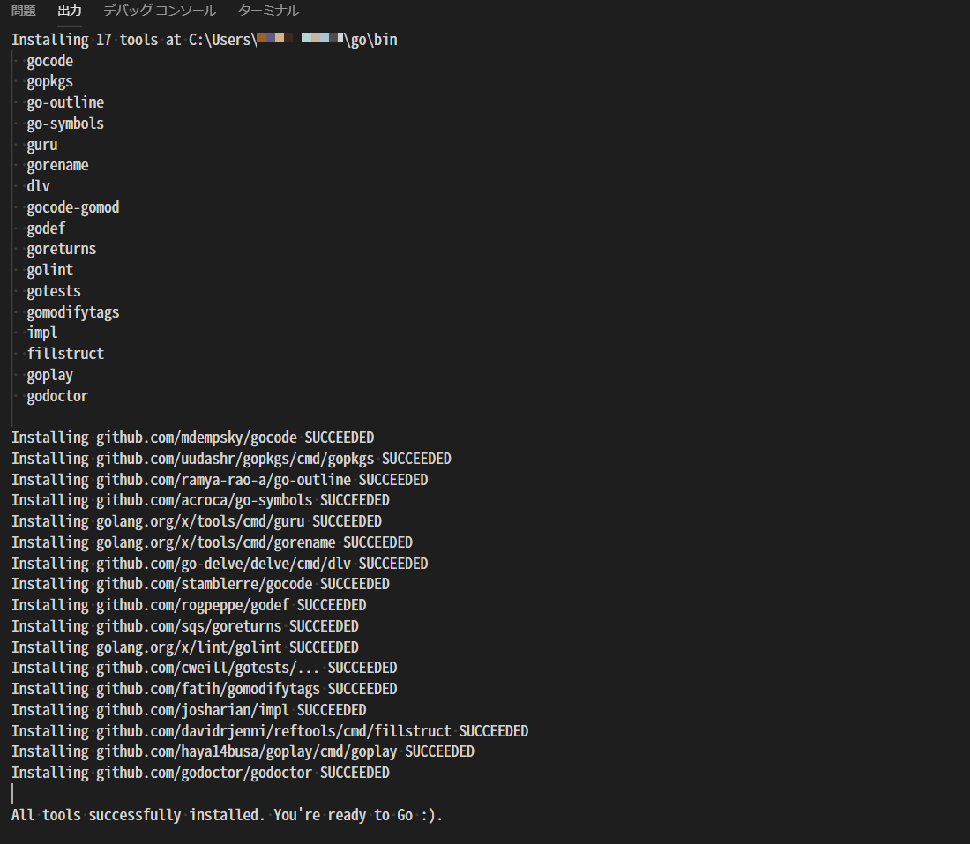 問題 出力 デバッグ コンソール ターミナル
Installing 17 tools at C:\Users\ \go\bin
gocode
gopkgs
go-outline
go-symbols
guru
gorename
dlv
gocode-gomod
godef
goreturns
golint
gotests
gomodifytags
impl
fillstruct
goplay
godoctor
Installing github.com/mdempsky/gocode SUCCEEDED
Installing github.com/uudashr/gopkgs/cmd/gopkgs SUCCEEDED
Installing github.com/ramya-rao-a/go-outline SUCCEEDED
Installing github.com/acroca/go-symbols SUCCEEDED
Installing golang.org/x/tools/cmd/guru SUCCEEDED
Installing golang.org/x/tools/cmd/gorename SUCCEEDED
Installing github.com/go-delve/delve/cmd/dlv SUCCEEDED
Installing github.com/stamblerre/gocode SUCCEEDED
Installing github.com/rogpeppe/godef SUCCEEDED
Installing github.com/sqs/goreturns SUCCEEDED
Installing golang.org/x/lint/golint SUCCEEDED
Installing github.com/cweill/gotests/... SUCCEEDED
Installing github.com/fatih/gomodifytags SUCCEEDED
Installing github.com/josharian/impl SUCCEEDED
Installing github.com/davidrjenni/reftools/cmd/fillstruct SUCCEEDED
Installing github.com/haya14busa/goplay/cmd/goplay SUCCEEDED
Installing github.com/godoctor/godoctor SUCCEEDED
All tools successfully installed. You're ready to Go :).